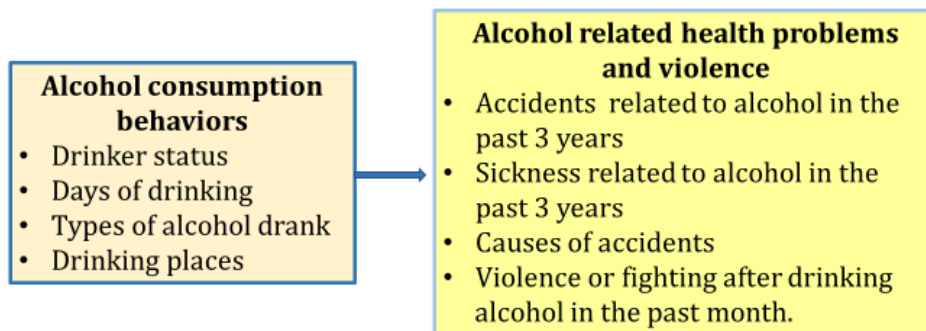 Alcohol consumption
behaviors
• Drinker status
• Days of drinking
• Types of alcohol drank
• Drinking places
Alcohol related health problems
and violence
• Accidents related to alcohol in the
past 3 years
• Sickness related to alcohol in the
past 3 years
• Causes of accidents
• Violence or fighting after drinking
alcohol in the past month.